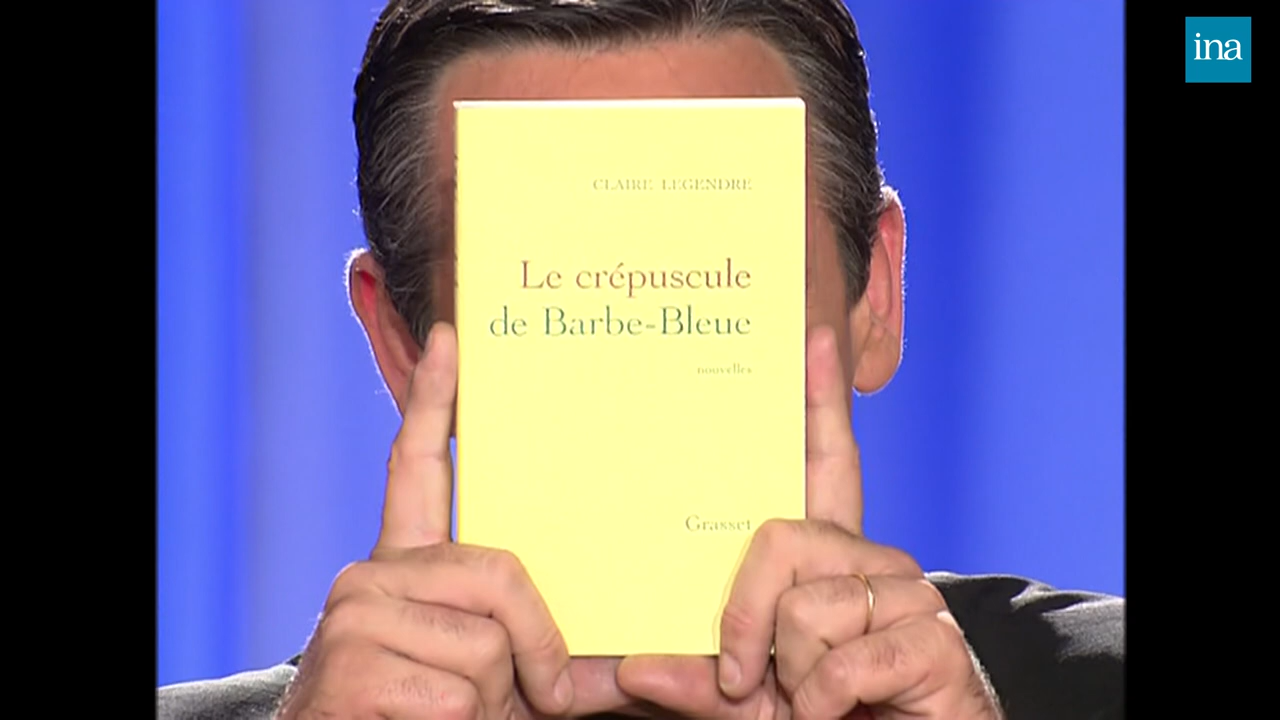 ina
CLAIRE LEGENDRE
Le crépuscule
de Barbe-Bleue
nouvelles
Grasset